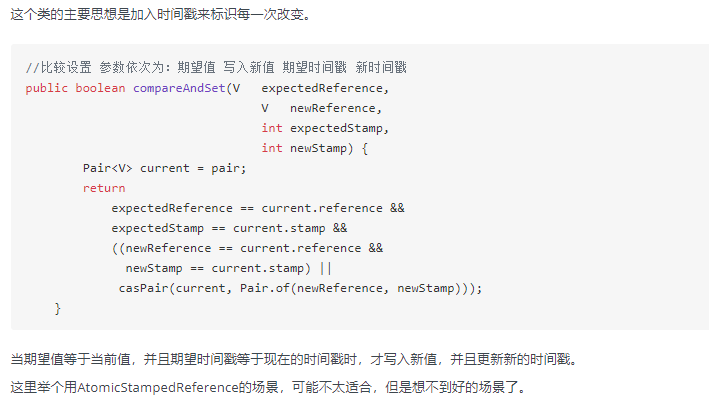 这个类的主要思想是加入时间戳来标识每一次改变。
//比较设置 参数依次为：期望值 写入新值 期望时间戳 新时间戳
public boolean compareAndSet(V   expectedReference,
                                 V   newReference,
                                 int expectedStamp,
                                 int newStamp) {
        Pair<V> current = pair;
        return
            expectedReference == current.reference &&
            expectedStamp == current.stamp &&
            ((newReference == current.reference &&
              newStamp == current.stamp) ||
             casPair(current, Pair.of(newReference, newStamp)));
    }
当期望值等于当前值，并且期望时间戳等于现在的时间戳时，才写入新值，并且更新新的时间戳。
这里举个用AtomicStampedReference的场景，可能不太适合，但是想不到好的场景了。